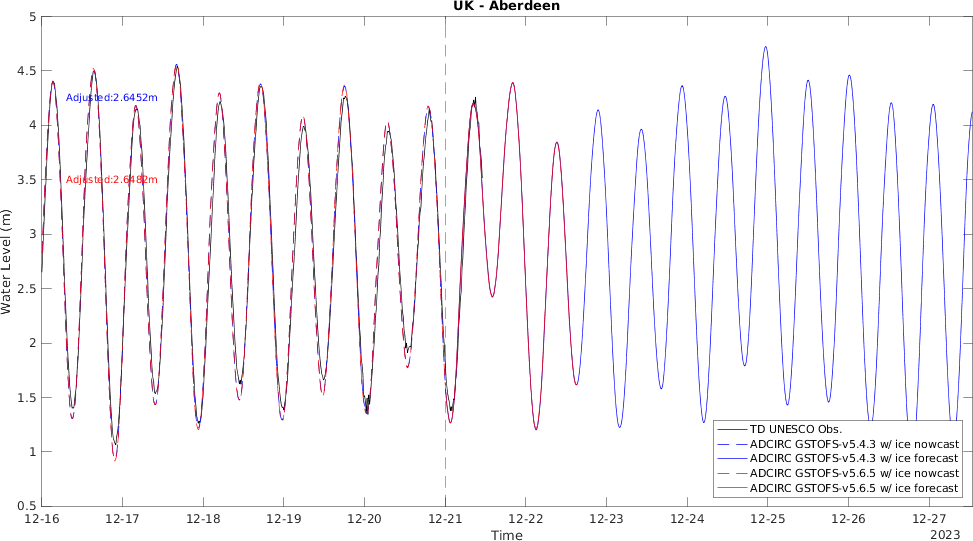 UK - Aberdeen
5
4.5
4
3.5
3
2.5
2
1.5
1
0.5
Water Level (m)
Adjusted:2.6452m
Adjusted:2.6482m
TD UNESCO Obs.
ADCIRC GSTOFS-v5.4.3 w/ ice nowcast
ADCIRC GSTOFS-v5.4.3 w/ ice forecast
ADCIRC GSTOFS-v5.6.5 w/ ice nowcast
ADCIRC GSTOFS-v5.6.5 w/ ice forecast
12-16 12-17 12-18 12-19 12-20 12-21 12-22 12-23 12-24 12-25 12-26 12-27
Time
2023